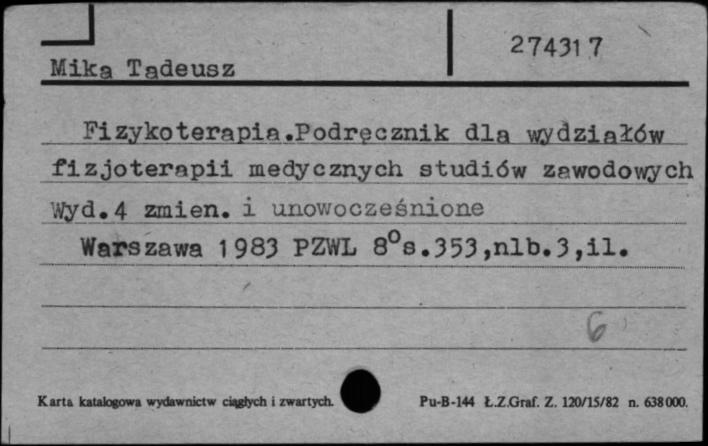 274317
Mika Tadeusz
Fizykoterapia.Podręcznik dla wydziałów
fizjoterapii medycznych studiów zawodowych
Wyd.4 zmien. i unowocześnione
Warszawa 1983 PZWL 8°s.353,nlb.3,il.
6
Karta katalogowa wydawnictw ciągłych i zwartych.
Pu-B-144 Ł.Z.Graf. Z. 120/15/82 n. 638000.